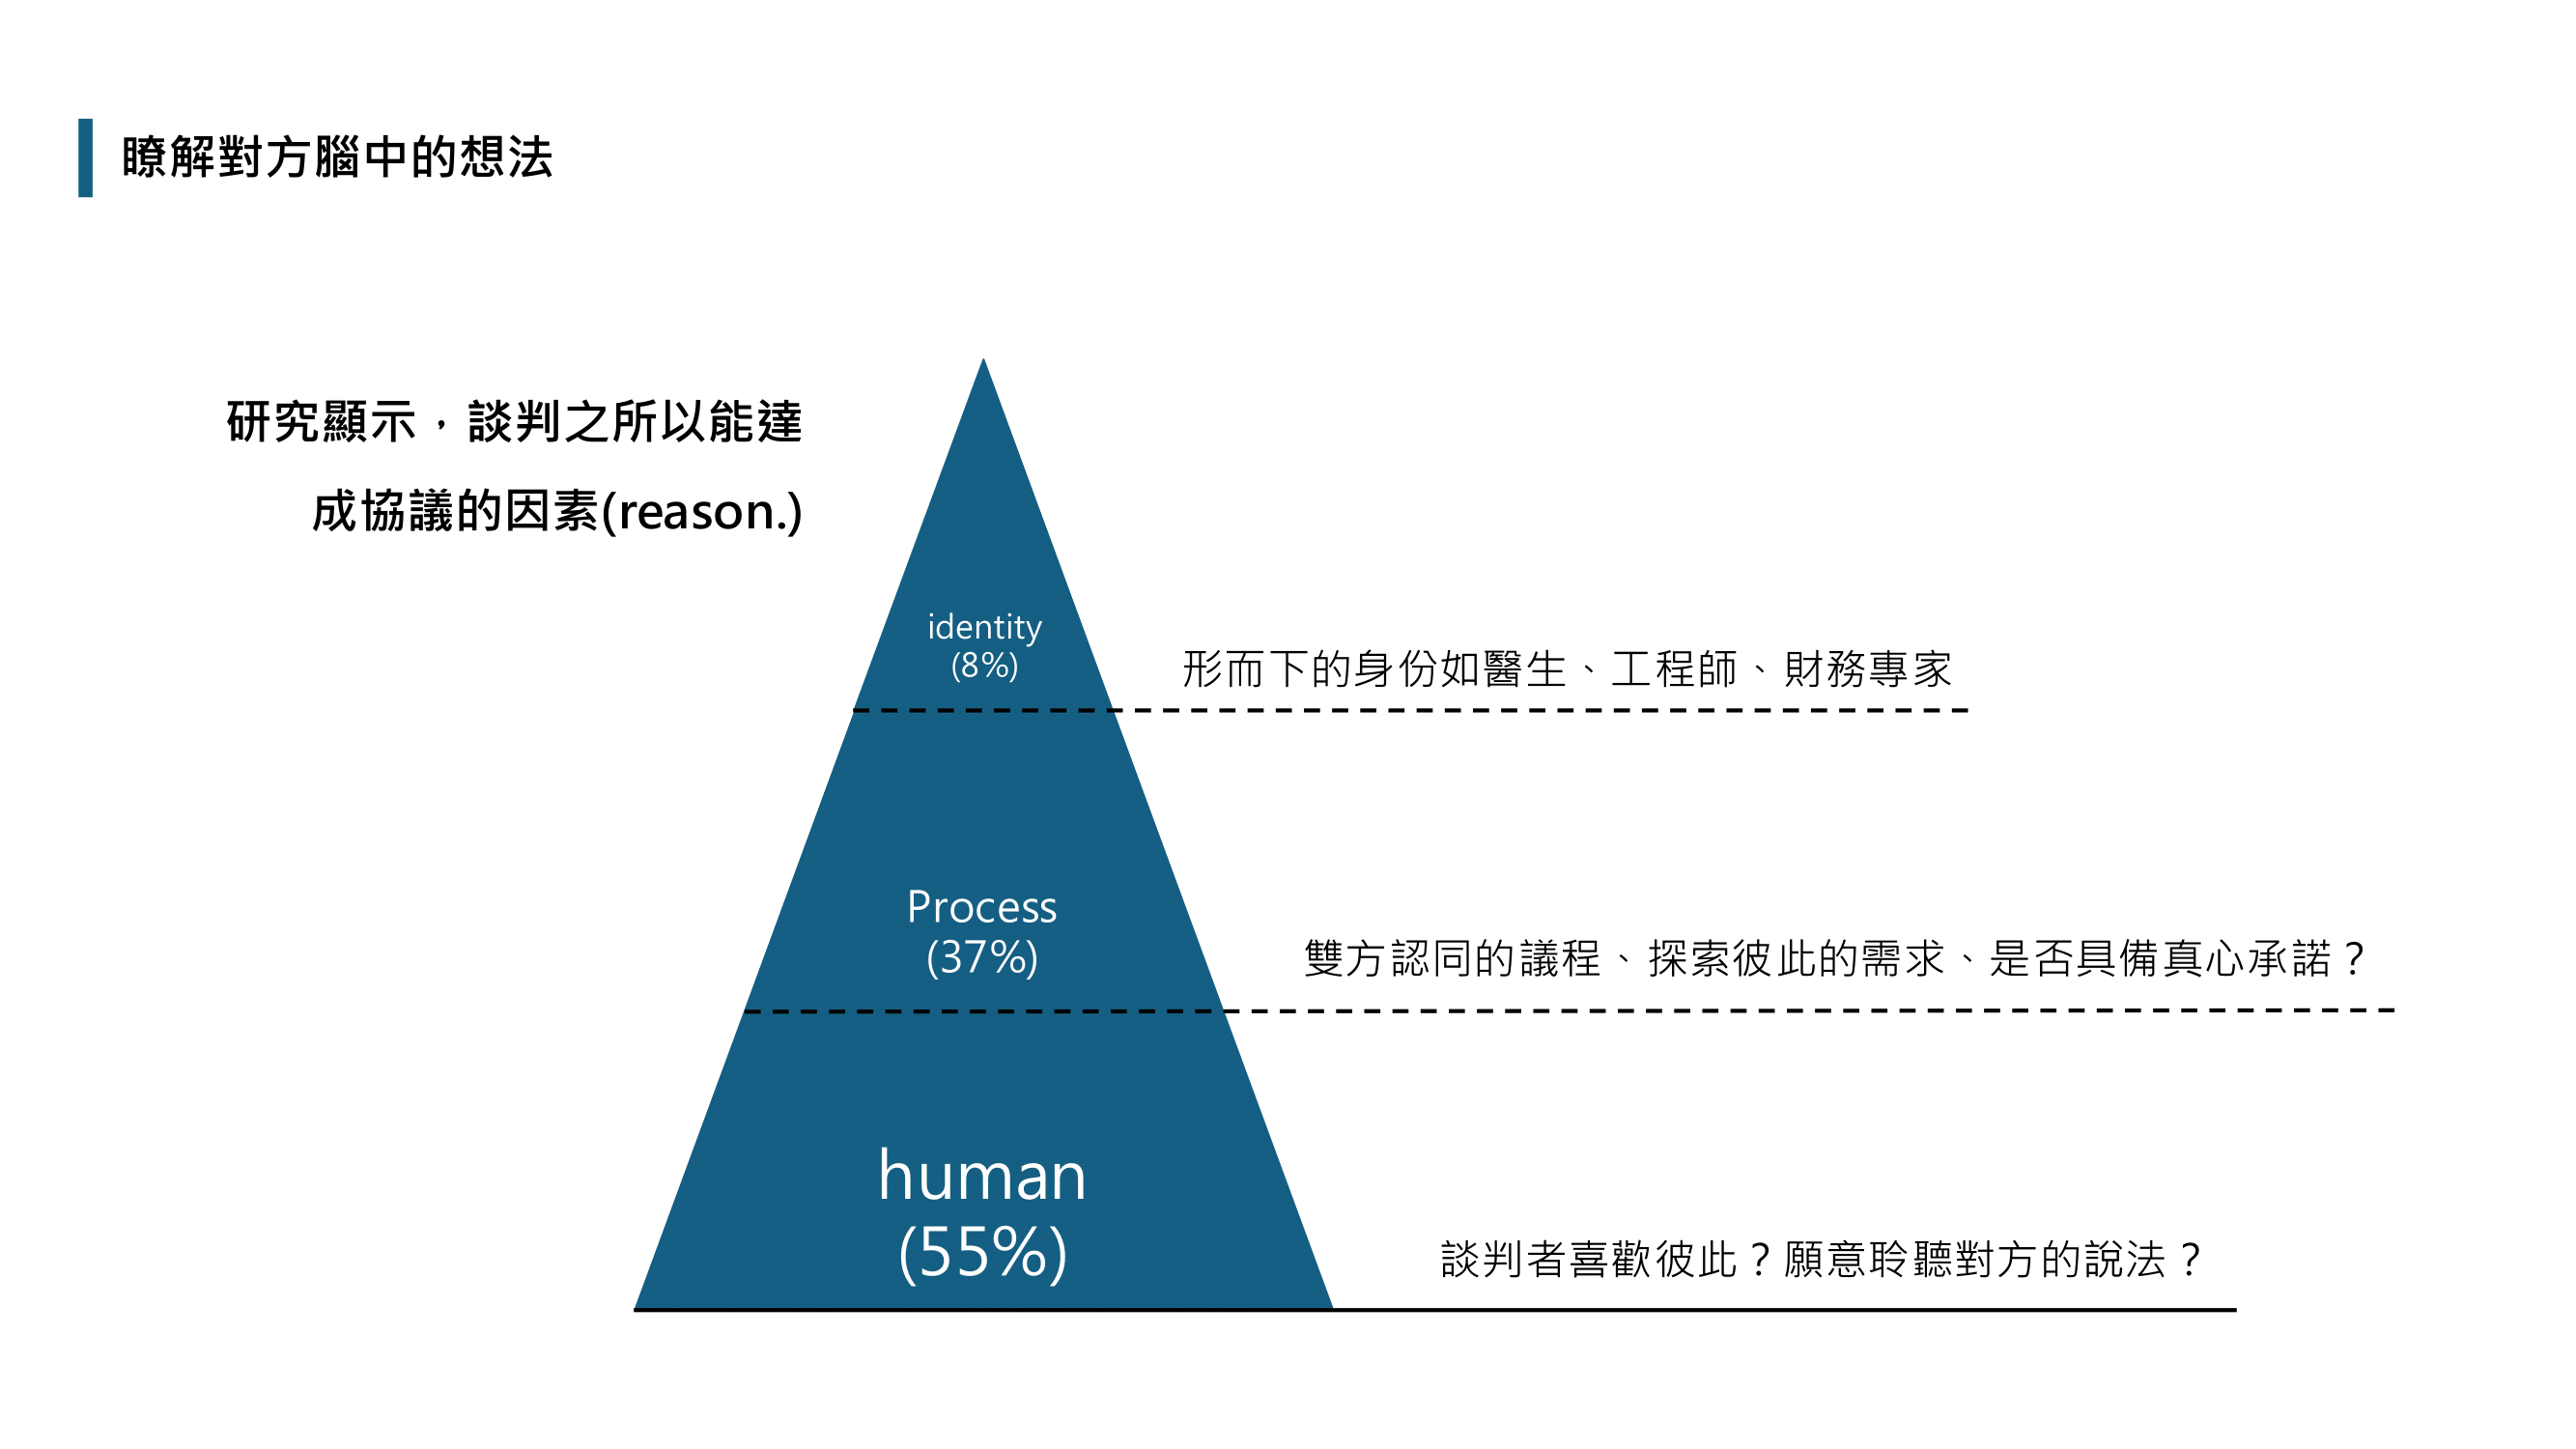 瞭解對方腦中的想法
研究顯示，談判之所以能達
成協議的因素(reason.)
identity
(8%)
形而下的身份如醫生、工程師、財務專家
Process
(37%)
雙方認同的議程、探索彼此的需求、是否具備真心承諾？
human
(55%)
談判者喜歡彼此？願意聆聽對方的說法？